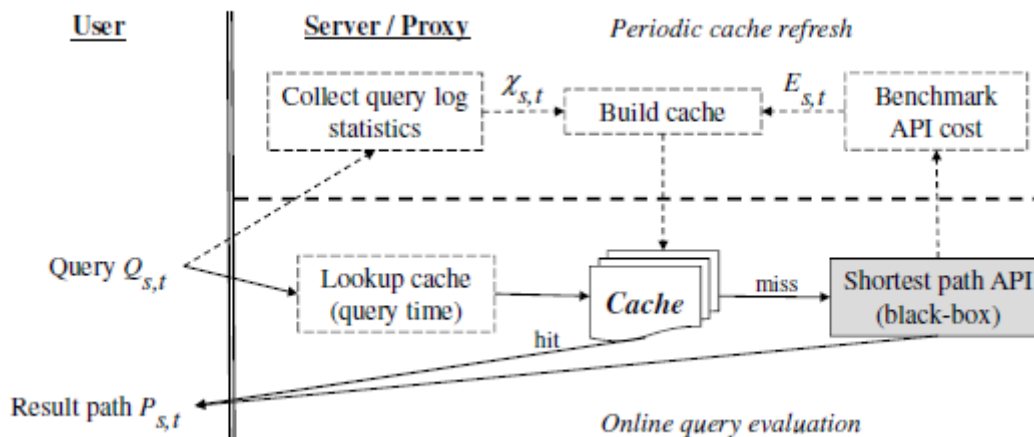 User
Server / Proxy
Periodic cache refresh
Collect query log
statistics
χs,t
Build cache
Es,t
Benchmark
API cost
Query Qs,t
Lookup cache
(query time)
Cache
miss
Shortest path API
(black-box)
hit
Result path Ps,t
Online query evaluation